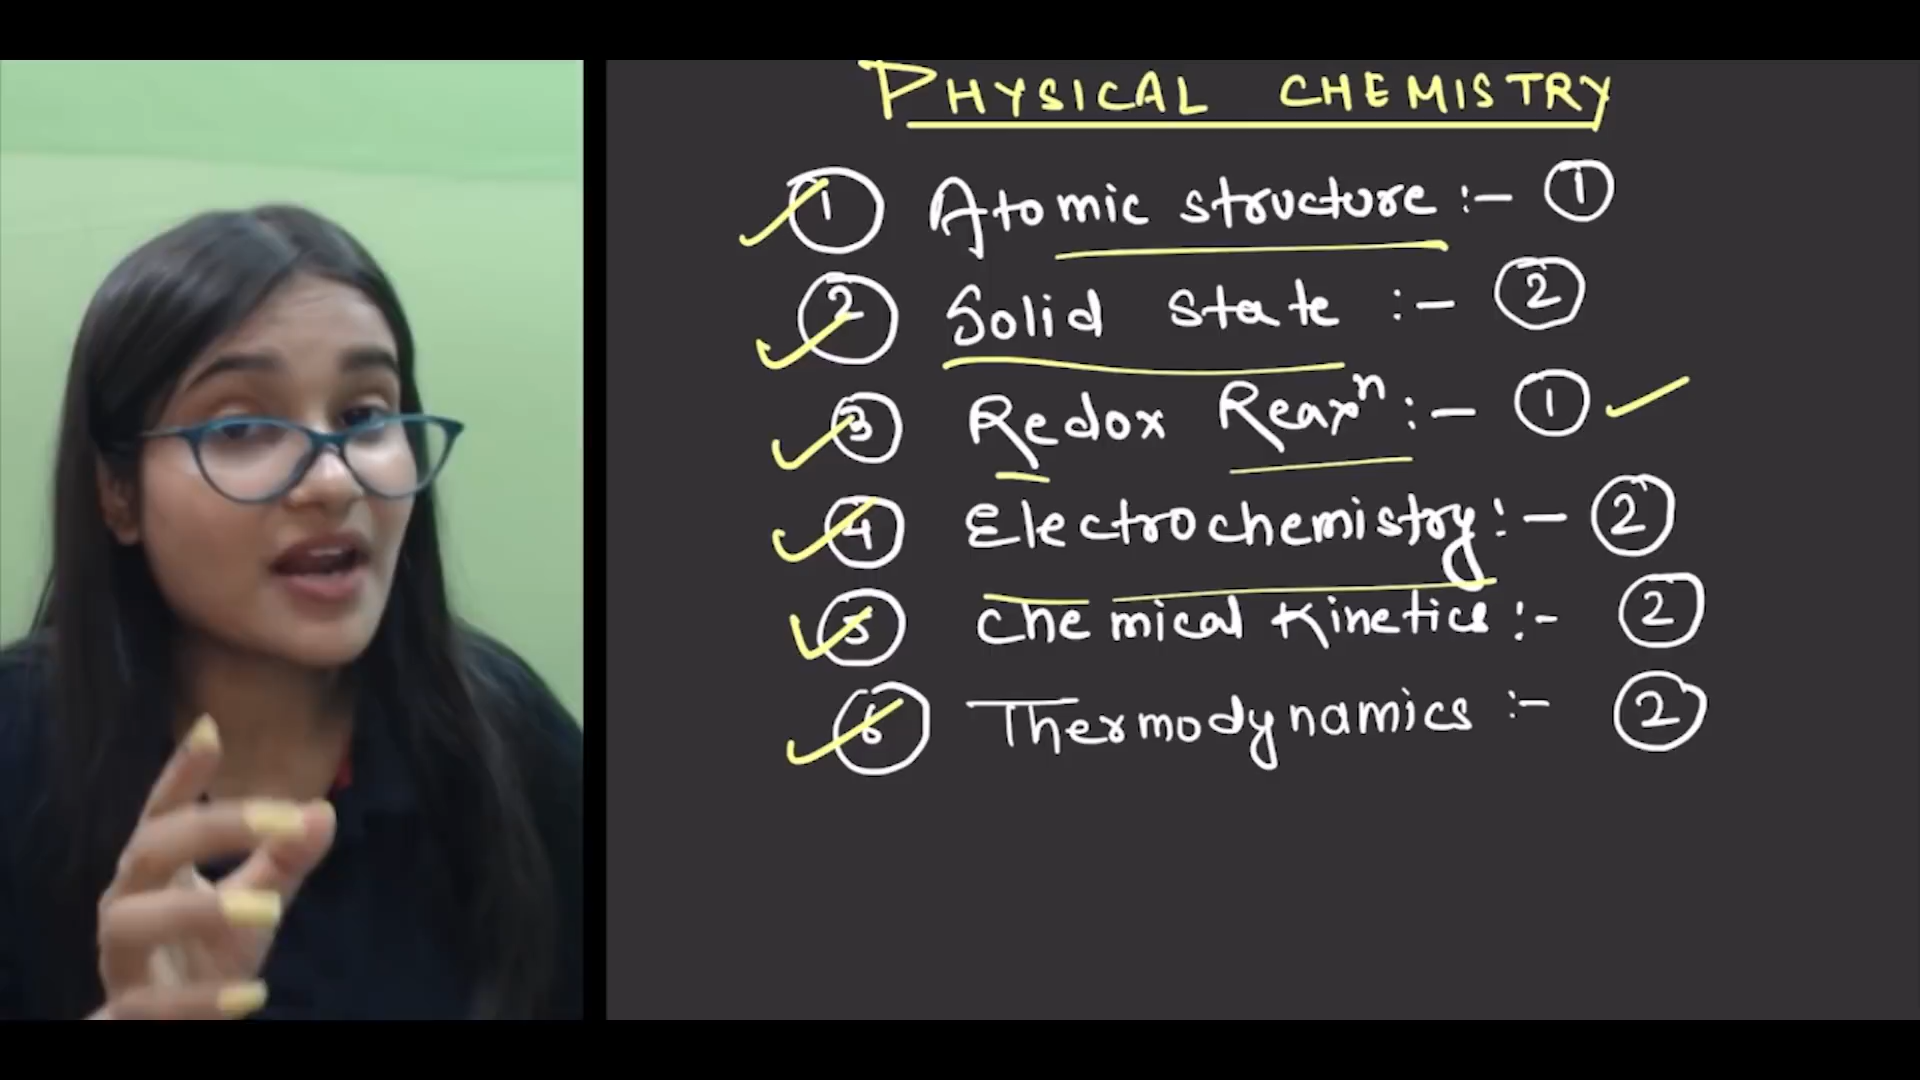 PHYSICAL CHEMISTRY
1 Atomic structure :- 1
2 Solid state :- 2
3 Redox Reaxⁿ :- 1
4 Electrochemistry :- 2
5 Chemical Kinetics :- 2
6 Thermodynamics :- 2